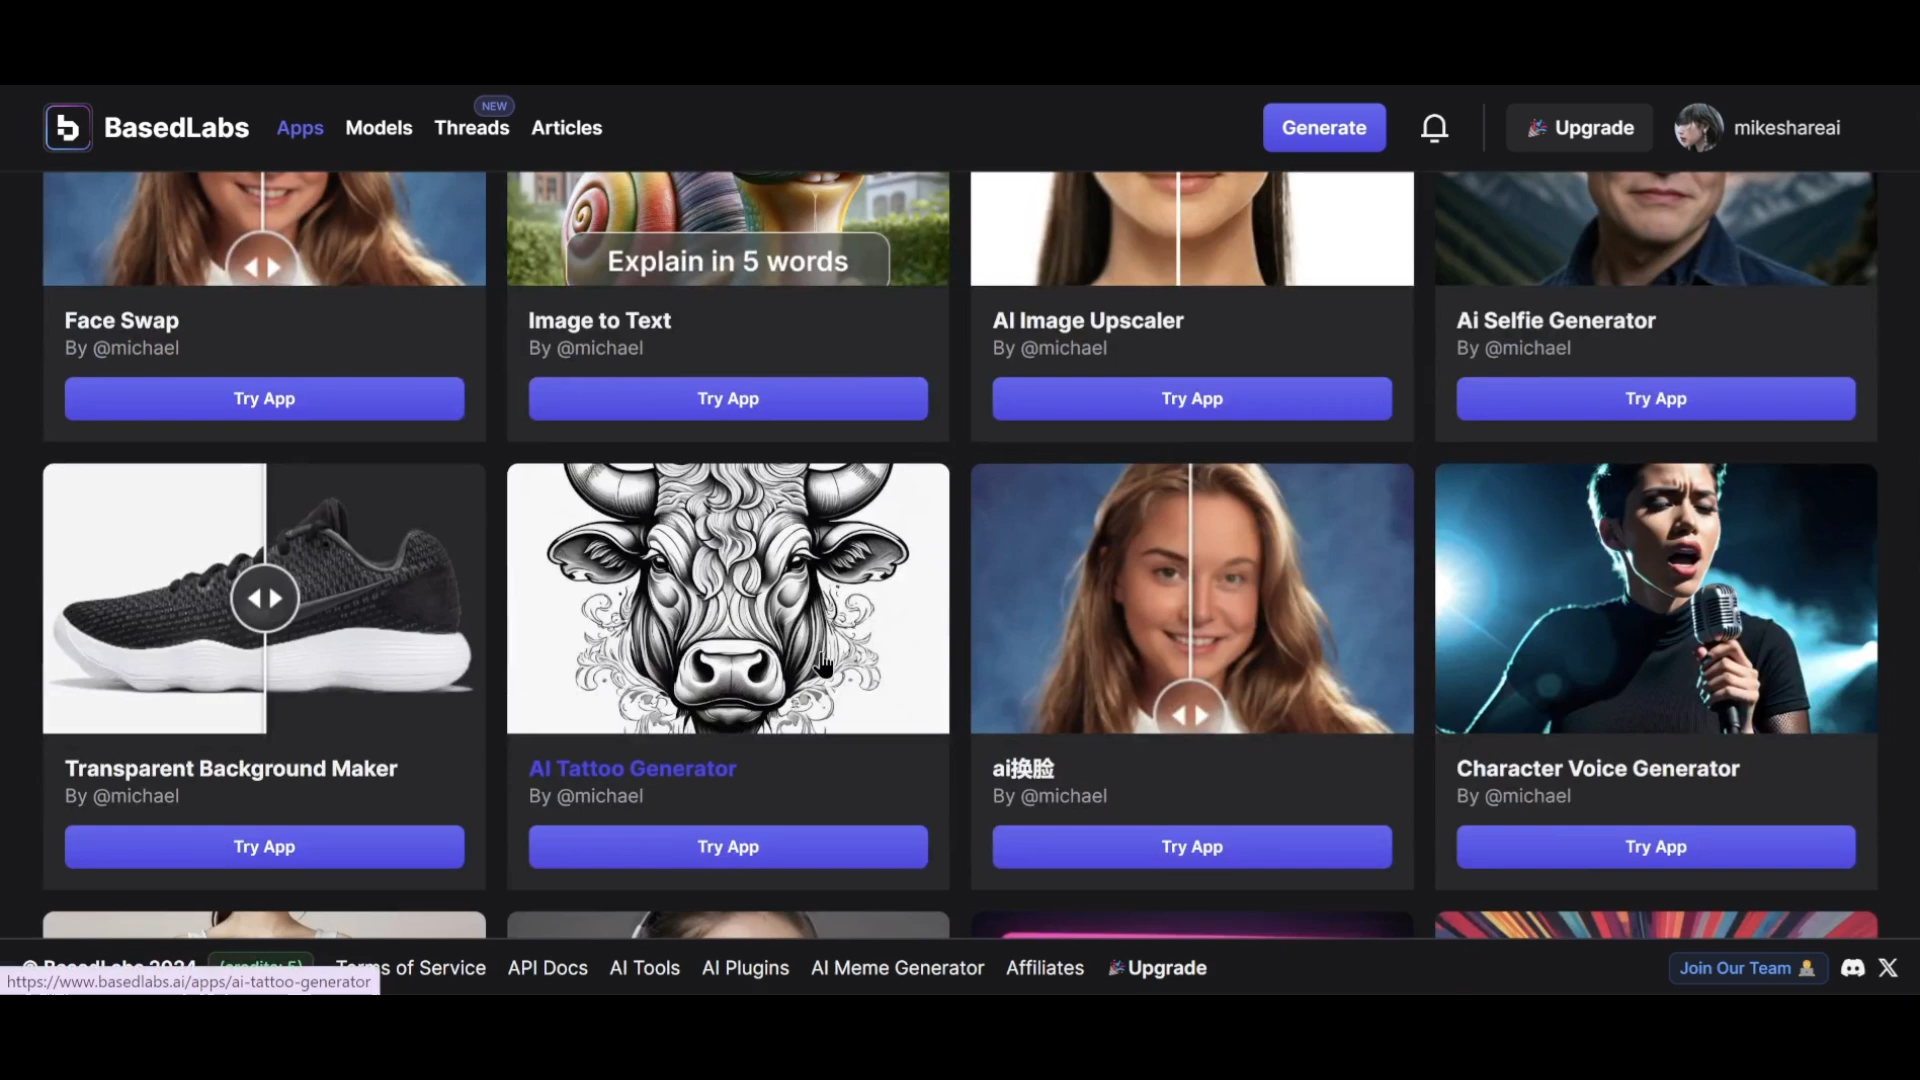 NEW
BasedLabs Apps Models Threads Articles Generate Upgrade mikeshareai
Explain in 5 words
Face Swap
By @michael
Try App
Image to Text
By @michael
Try App
AI Image Upscaler
By @michael
Try App
Ai Selfie Generator
By @michael
Try App
Transparent Background Maker
By @michael
Try App
AI Tattoo Generator
By @michael
Try App
ai换脸
By @michael
Try App
Character Voice Generator
By @michael
Try App
© BasedLabs 2024 (credits: 5) Terms of Service API Docs AI Tools AI Plugins AI Meme Generator Affiliates Upgrade Join Our Team
https://www.basedlabs.ai/apps/ai-tattoo-generator